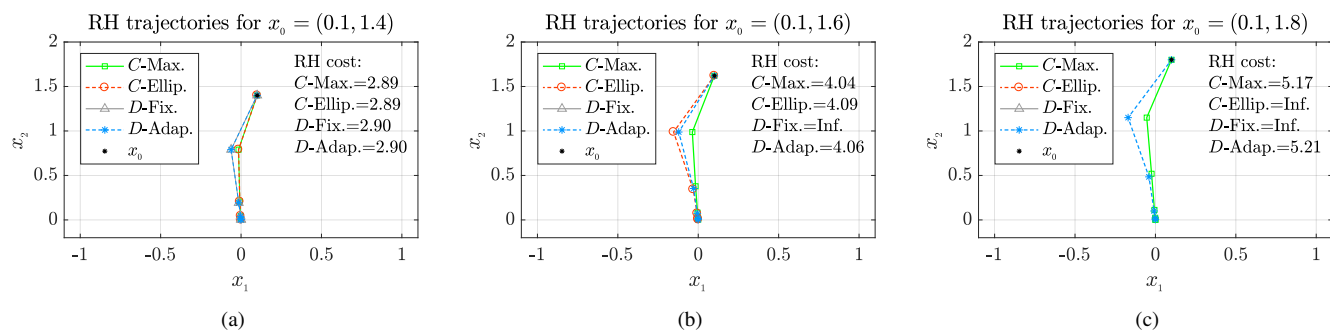 RH trajectories for x₀ = (0.1, 1.4)
C-Max.
C-Ellip.
D-Fix.
D-Adap.
x₀
RH cost:
C-Max.=2.89
C-Ellip.=2.89
D-Fix.=2.90
D-Adap.=2.90
2
1.5
1
0.5
0
x₂
-1
-0.5
0
0.5
1
x₁
(a)
RH trajectories for x₀ = (0.1, 1.6)
C-Max.
C-Ellip.
D-Fix.
D-Adap.
x₀
RH cost:
C-Max.=4.04
C-Ellip.=4.09
D-Fix.=Inf.
D-Adap.=4.06
2
1.5
1
0.5
0
x₂
-1
-0.5
0
0.5
1
x₁
(b)
RH trajectories for x₀ = (0.1, 1.8)
C-Max.
C-Ellip.
D-Fix.
D-Adap.
x₀
RH cost:
C-Max.=5.17
C-Ellip.=Inf.
D-Fix.=Inf.
D-Adap.=5.21
2
1.5
1
0.5
0
x₂
-1
-0.5
0
0.5
1
x₁
(c)